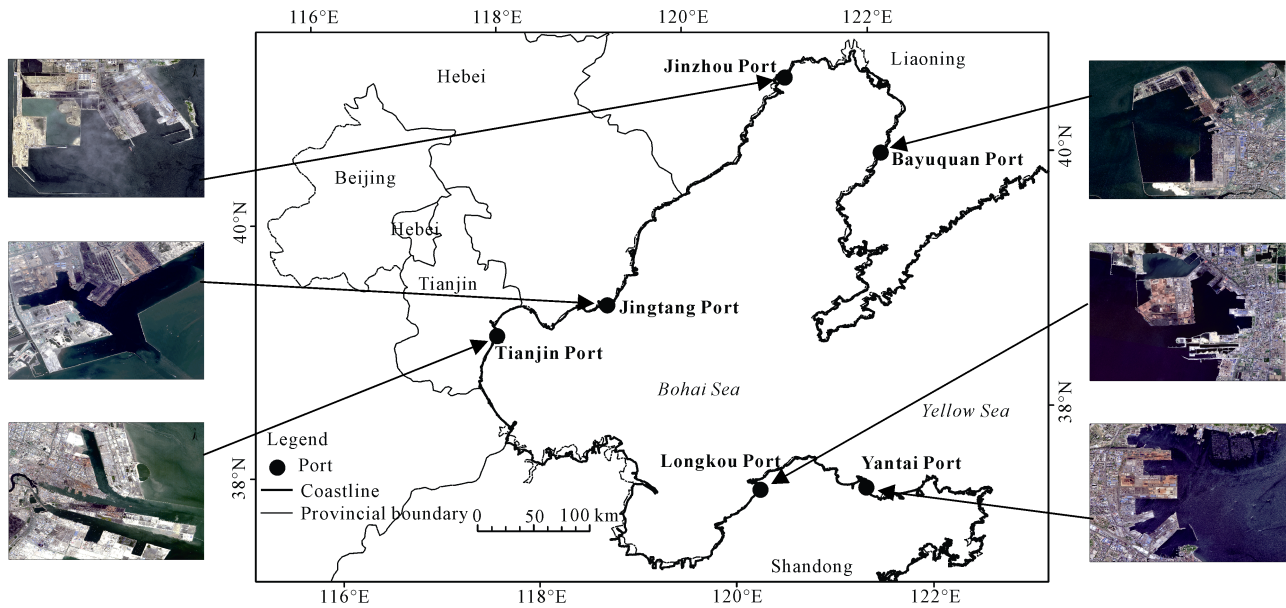 116°E 118°E 120°E 122°E
Hebei
Liaoning
Jinzhou Port
40°N
Bayuquan Port
Beijing
40°N
Hebei
Tianjin
Jingtang Port
Tianjin Port
Bohai Sea
Yellow Sea
38°N
Legend
Port
Coastline
Provincial boundary
38°N
Longkou Port
Yantai Port
0 50 100 km
Shandong
116°E 118°E 120°E 122°E